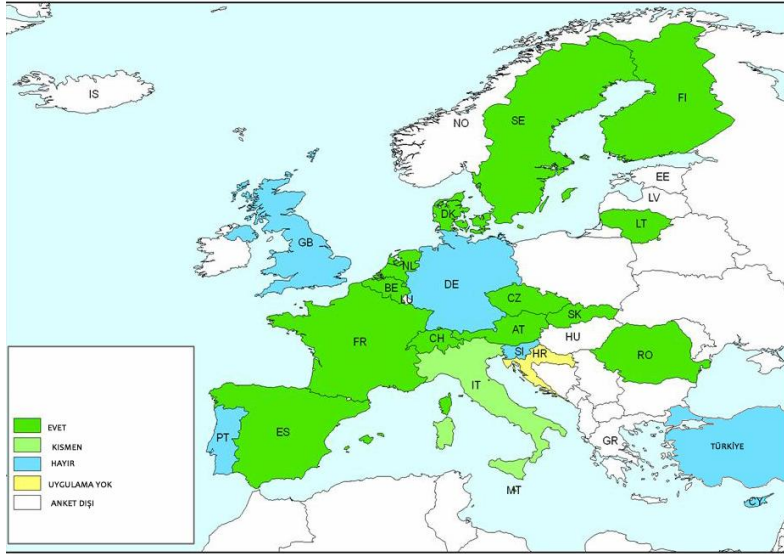 IS
NO
SE
FI
EE
LV
LT
DK
GB
NL
BE
LU
DE
CZ
SK
AT
HU
CH
FR
SI
HR
RO
IT
PT
ES
GR
TÜRKİYE
MT
CY
EVET
KISMEN
HAYIR
UYGULAMA YOK
ANKET DIŞI